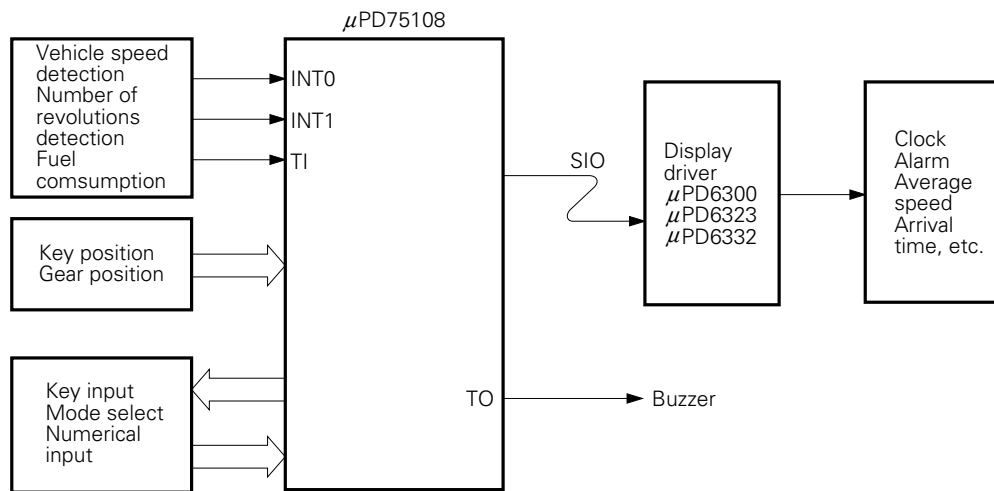 μPD75108
Vehicle speed
detection
Number of
revolutions
detection
Fuel
comsumption
INT0
INT1
TI
Key position
Gear position
Key input
Mode select
Numerical
input
SIO
TO
Display
driver
μPD6300
μPD6323
μPD6332
Clock
Alarm
Average
speed
Arrival
time, etc.
Buzzer